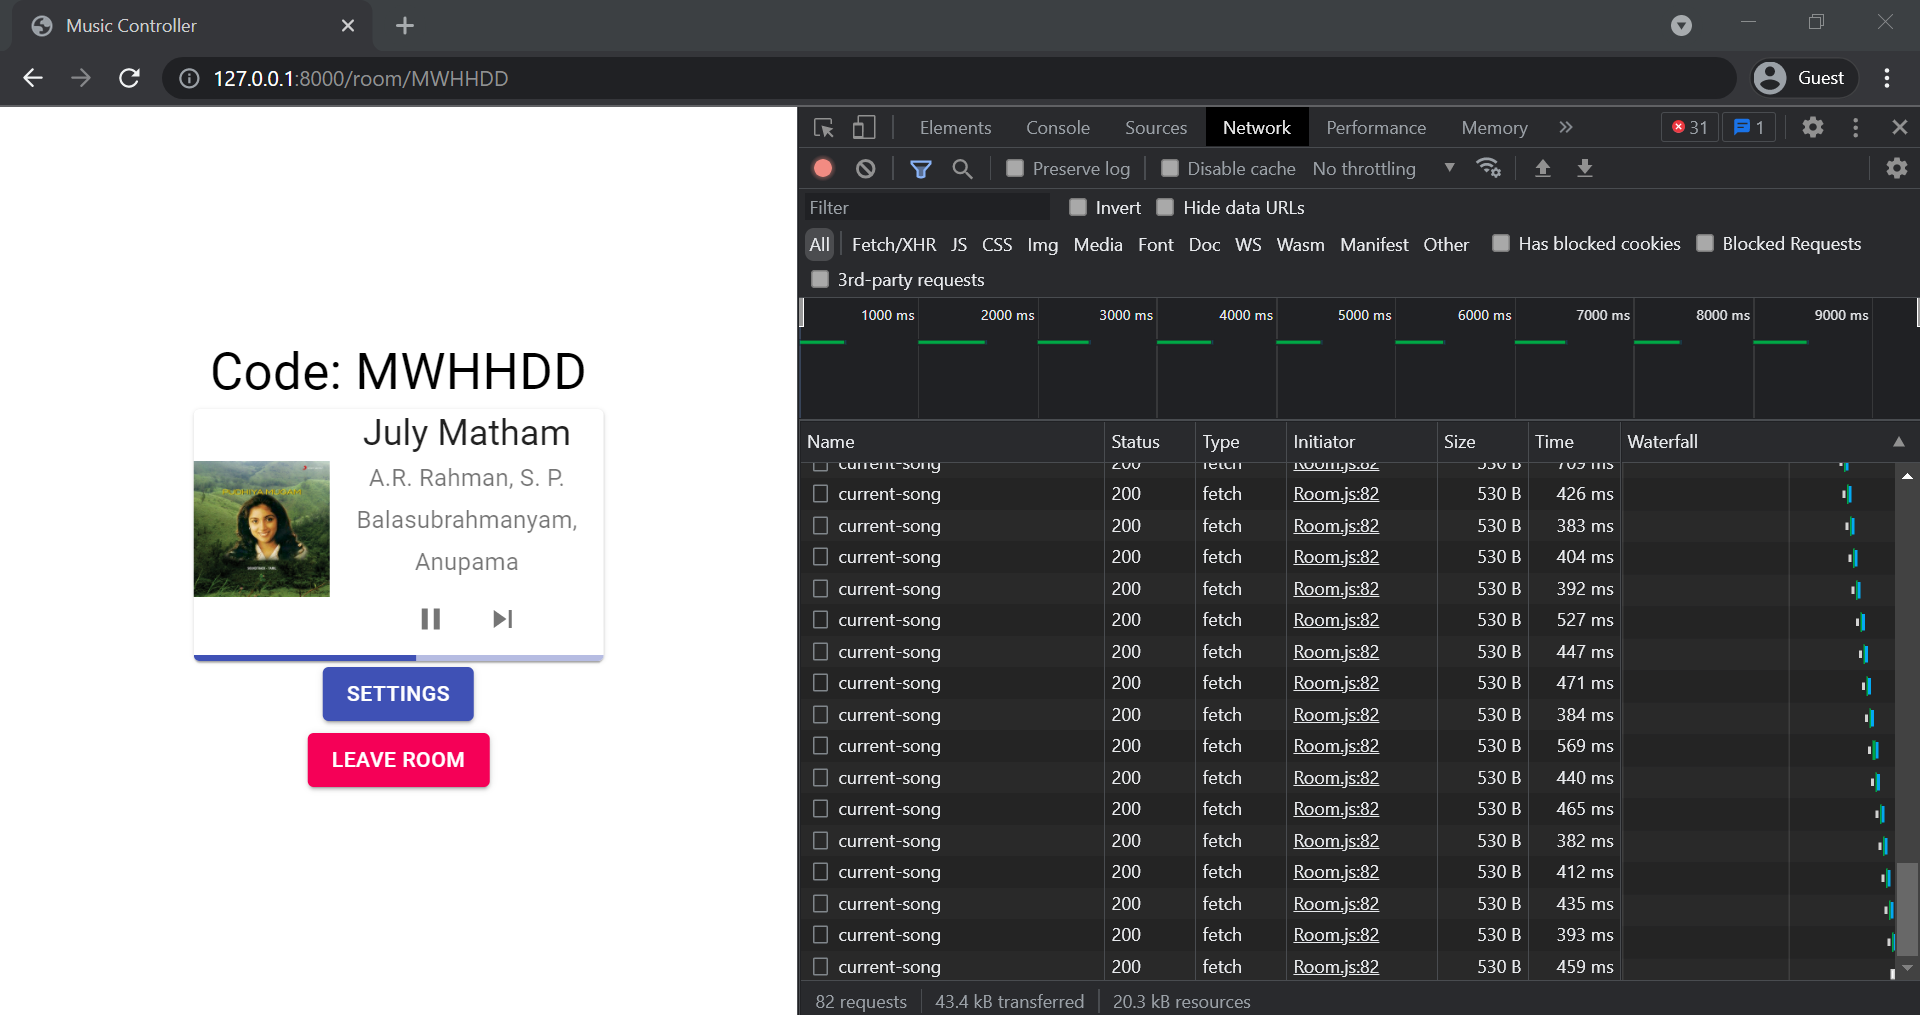 Music Controller
127.0.0.1:8000/room/MWHHDD
Guest
Code: MWHHDD
July Matham
A.R. Rahman, S. P.
Balasubrahmanyam,
Anupama
SETTINGS
LEAVE ROOM
Elements Console Sources Network Performance Memory » 31 1
Preserve log Disable cache No throttling
Filter Invert Hide data URLs
All Fetch/XHR JS CSS Img Media Font Doc WS Wasm Manifest Other Has blocked cookies Blocked Requests
3rd-party requests
1000 ms 2000 ms 3000 ms 4000 ms 5000 ms 6000 ms 7000 ms 8000 ms 9000 ms
Name Status Type Initiator Size Time Waterfall
current-song 200 fetch Room.js:82 530 B 709 ms
current-song 200 fetch Room.js:82 530 B 426 ms
current-song 200 fetch Room.js:82 530 B 383 ms
current-song 200 fetch Room.js:82 530 B 404 ms
current-song 200 fetch Room.js:82 530 B 392 ms
current-song 200 fetch Room.js:82 530 B 527 ms
current-song 200 fetch Room.js:82 530 B 447 ms
current-song 200 fetch Room.js:82 530 B 471 ms
current-song 200 fetch Room.js:82 530 B 384 ms
current-song 200 fetch Room.js:82 530 B 569 ms
current-song 200 fetch Room.js:82 530 B 440 ms
current-song 200 fetch Room.js:82 530 B 465 ms
current-song 200 fetch Room.js:82 530 B 382 ms
current-song 200 fetch Room.js:82 530 B 412 ms
current-song 200 fetch Room.js:82 530 B 435 ms
current-song 200 fetch Room.js:82 530 B 393 ms
current-song 200 fetch Room.js:82 530 B 459 ms
82 requests 43.4 kB transferred 20.3 kB resources